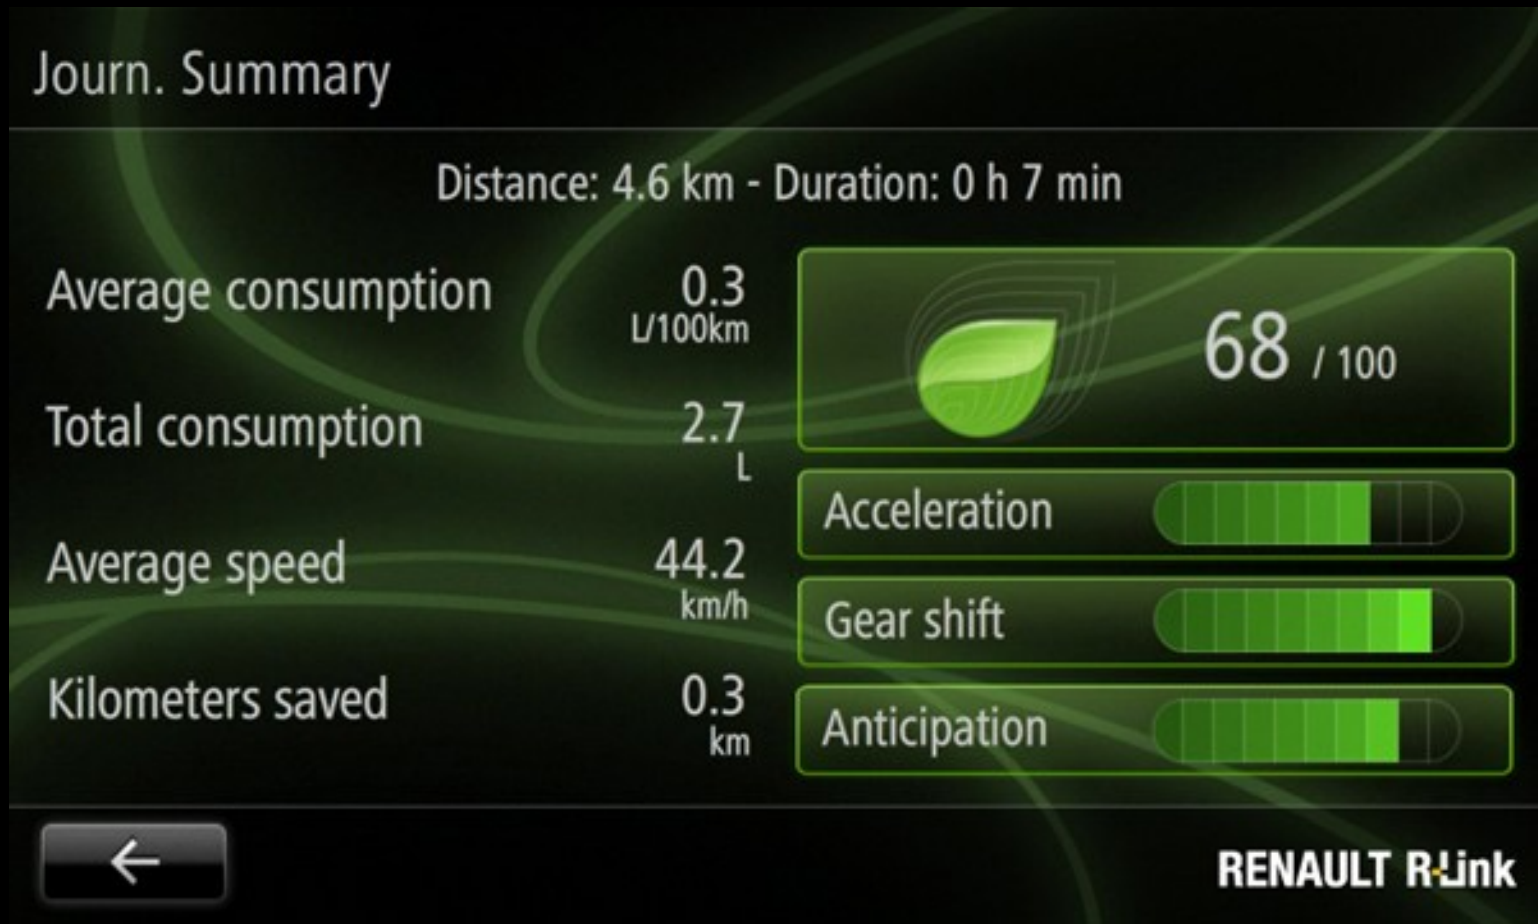 Journ. Summary
Distance: 4.6 km - Duration: 0 h 7 min
Average consumption 0.3
L/100km
Total consumption 2.7
L
Average speed 44.2
km/h
Kilometers saved 0.3
km
68 / 100
Acceleration
Gear shift
Anticipation
RENAULT R-Link